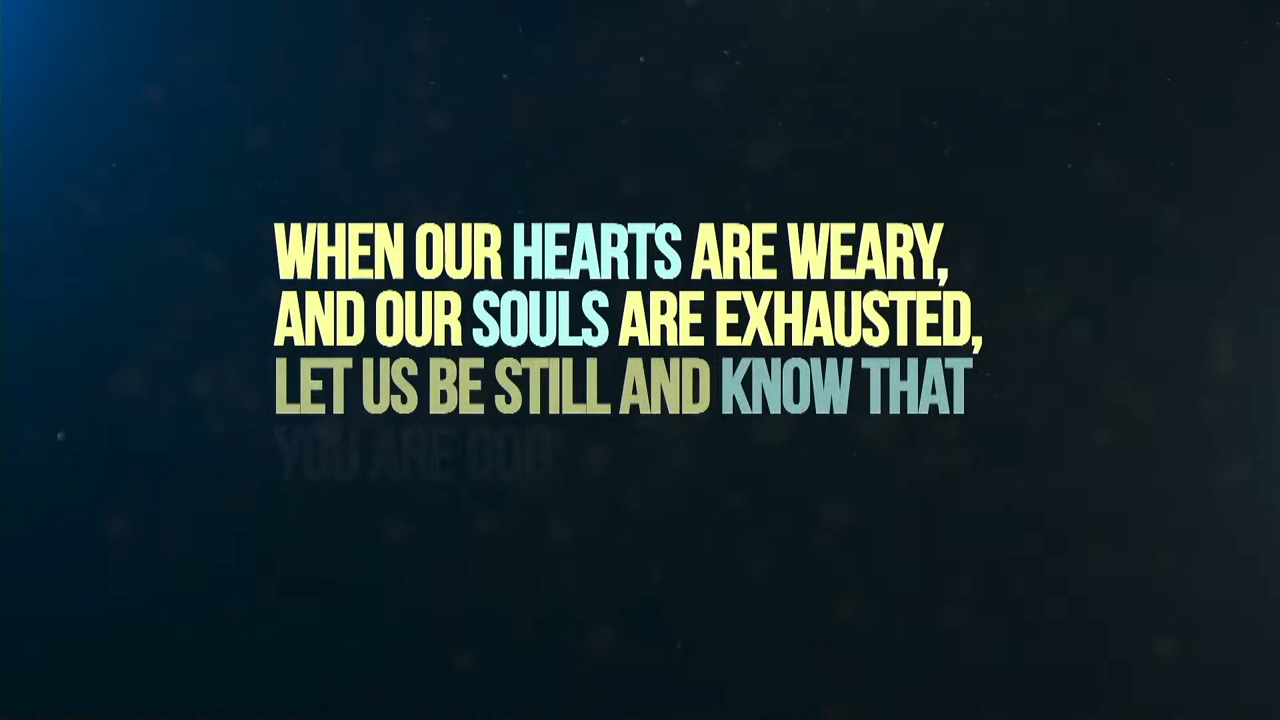 WHEN OUR HEARTS ARE WEARY,
AND OUR SOULS ARE EXHAUSTED,
LET US BE STILL AND KNOW THAT
YOU ARE GOD